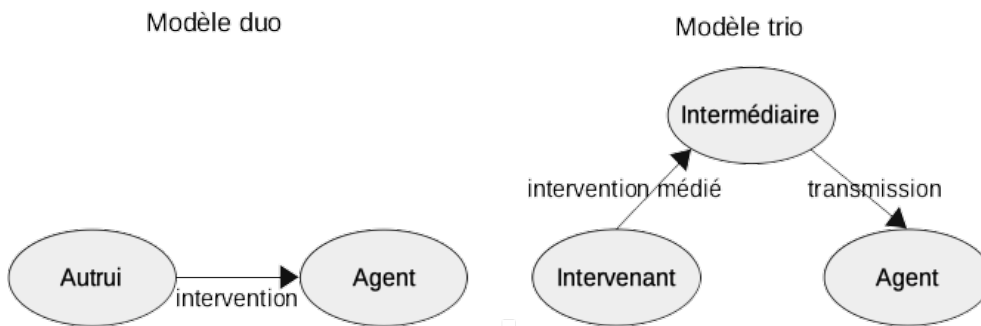 Modèle duo
Autrui
intervention
Agent
Modèle trio
Intermédiaire
intervention médié
transmission
Intervenant
Agent